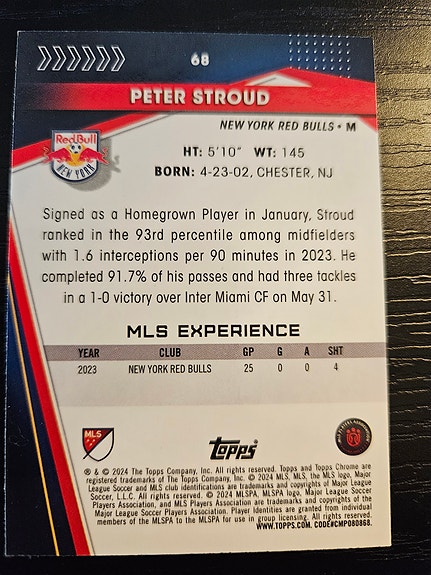 68
PETER STROUD
NEW YORK RED BULLS • M
Red Bull
NEW YORK
HT: 5'10" WT: 145
BORN: 4-23-02, CHESTER, NJ
Signed as a Homegrown Player in January, Stroud
ranked in the 93rd percentile among midfielders
with 1.6 interceptions per 90 minutes in 2023. He
completed 91.7% of his passes and had three tackles
in a 1-0 victory over Inter Miami CF on May 31.
MLS EXPERIENCE
YEAR CLUB GP G A SHT
2023 NEW YORK RED BULLS 25 0 0 4
MLS
Topps
® & © 2024 The Topps Company, Inc. All rights reserved. Topps and Topps Chrome are
registered trademarks of The Topps Company, Inc. © 2024 MLS, MLS, the MLS logo, Major
League Soccer and MLS club identifications are trademarks and copyrights of Major League
Soccer, L.L.C. All rights reserved. © 2024 MLSPA, MLSPA logo, Major League Soccer
Players Association, and MLS Players Association are trademarks and copyrights of the Major
League Soccer Players Association. Player Identities are granted from individual
members of the MLSPA to the MLSPA for use in group licensing. All rights reserved.
WWW.TOPPS.COM. CODE#CMP080868.